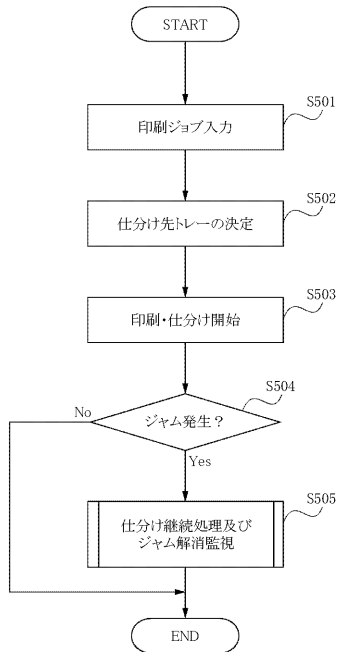 START
S501
印刷ジョブ入力
S502
仕分け先トレーの決定
S503
印刷・仕分け開始
S504
No
ジャム発生？
Yes
S505
仕分け継続処理及び
ジャム解消監視
END